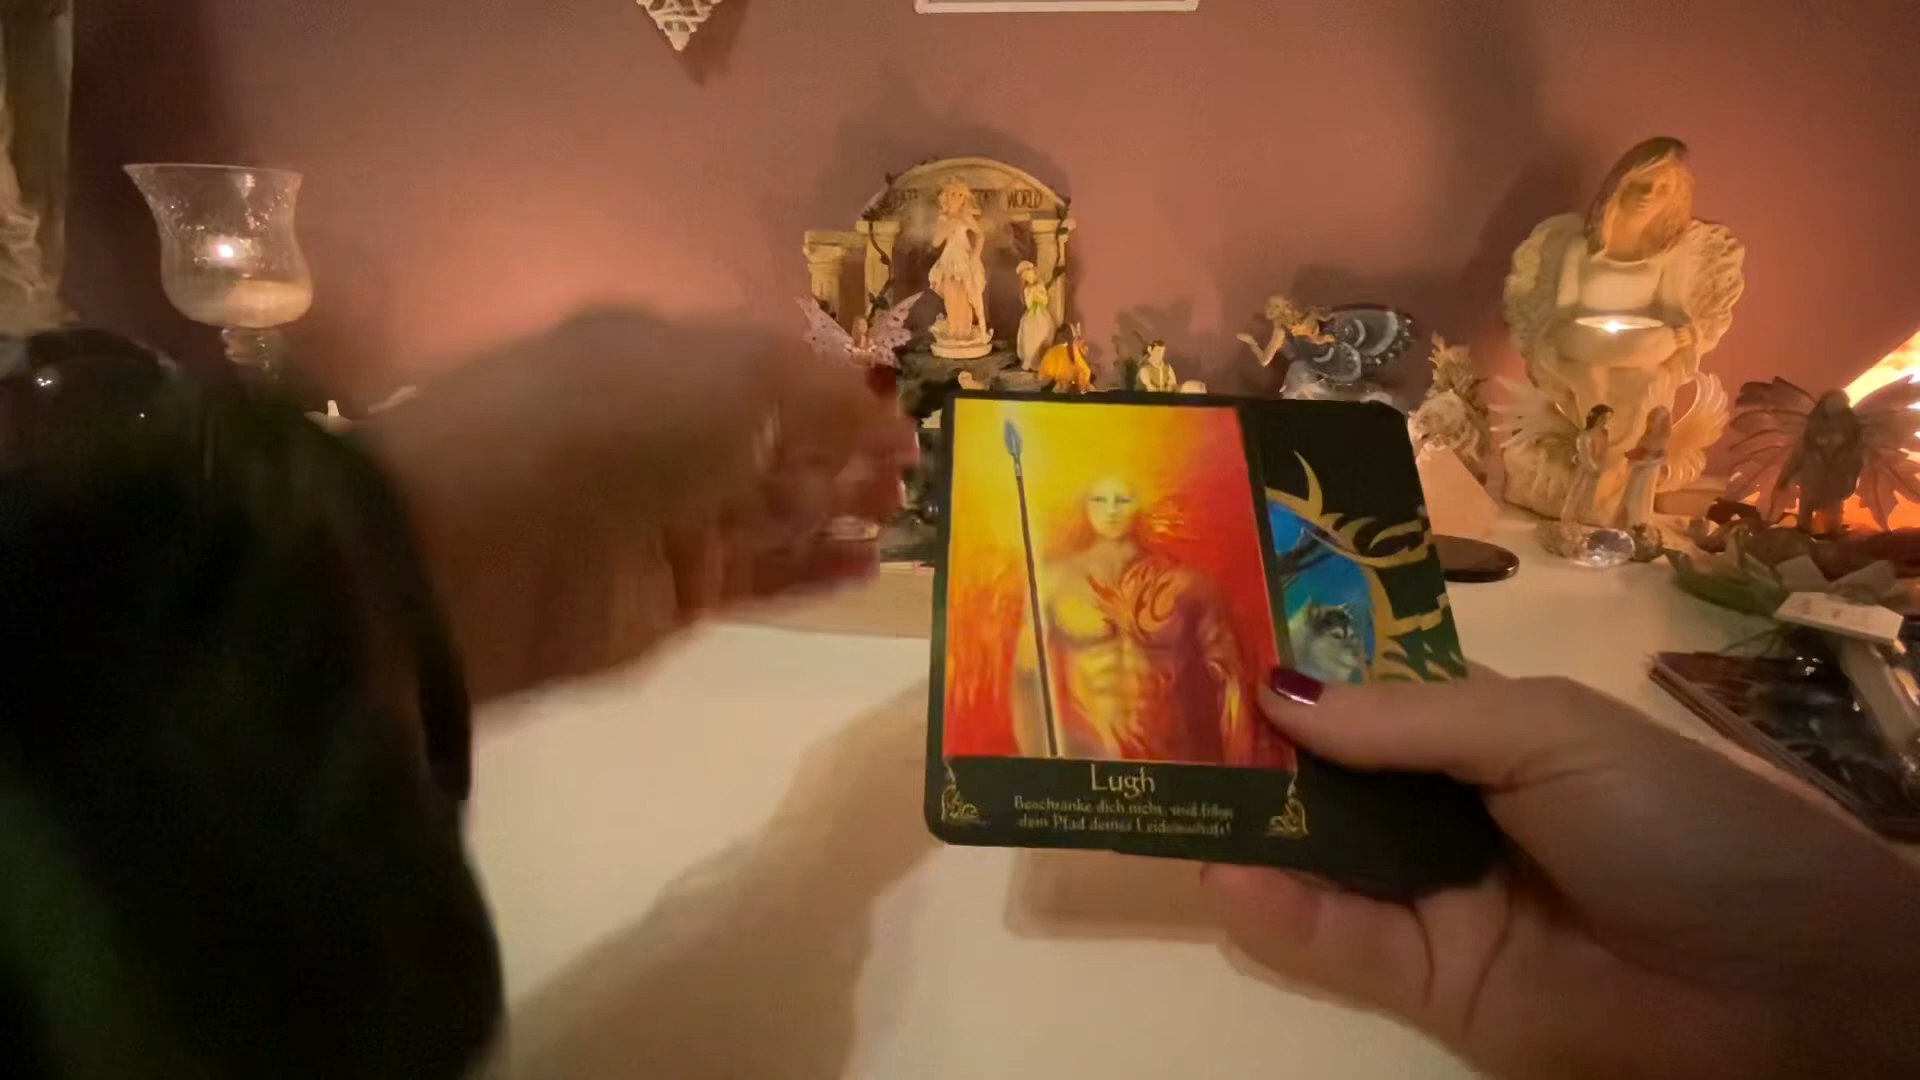 WORLD
Lugh
Beschränke dich nicht, und folge
dem Pfad deiner Leidenschaft!